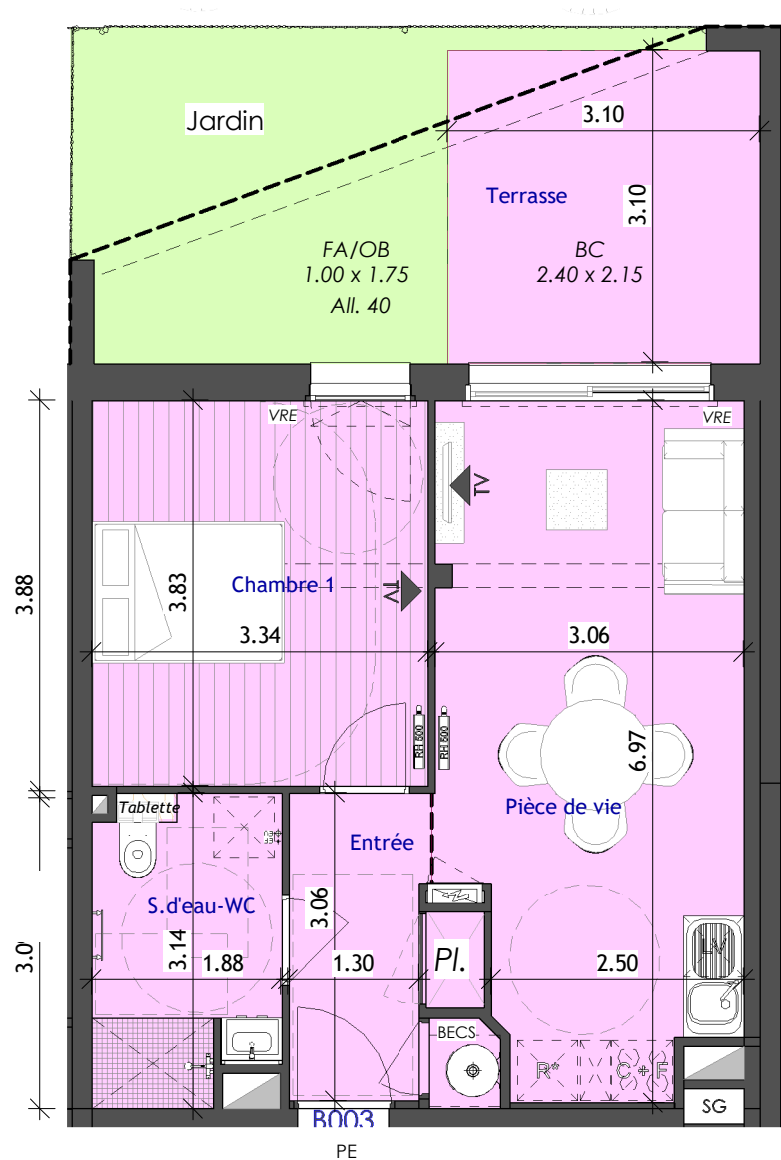 Jardin
3.10
Terrasse
3.10
FA/OB
1.00 x 1.75
All. 40
BC
2.40 x 2.15
VRE
VRE
TV
3.88
3.83
Chambre 1
TV
3.34
3.06
RH 500
RH 500
6.97
Tablette
Pièce de vie
Entrée
S.d'eau-WC
3.06
3.14
3.0
1.88
1.30
Pl.
2.50
LV
BECS
R*
C + F
SG
B003
PE